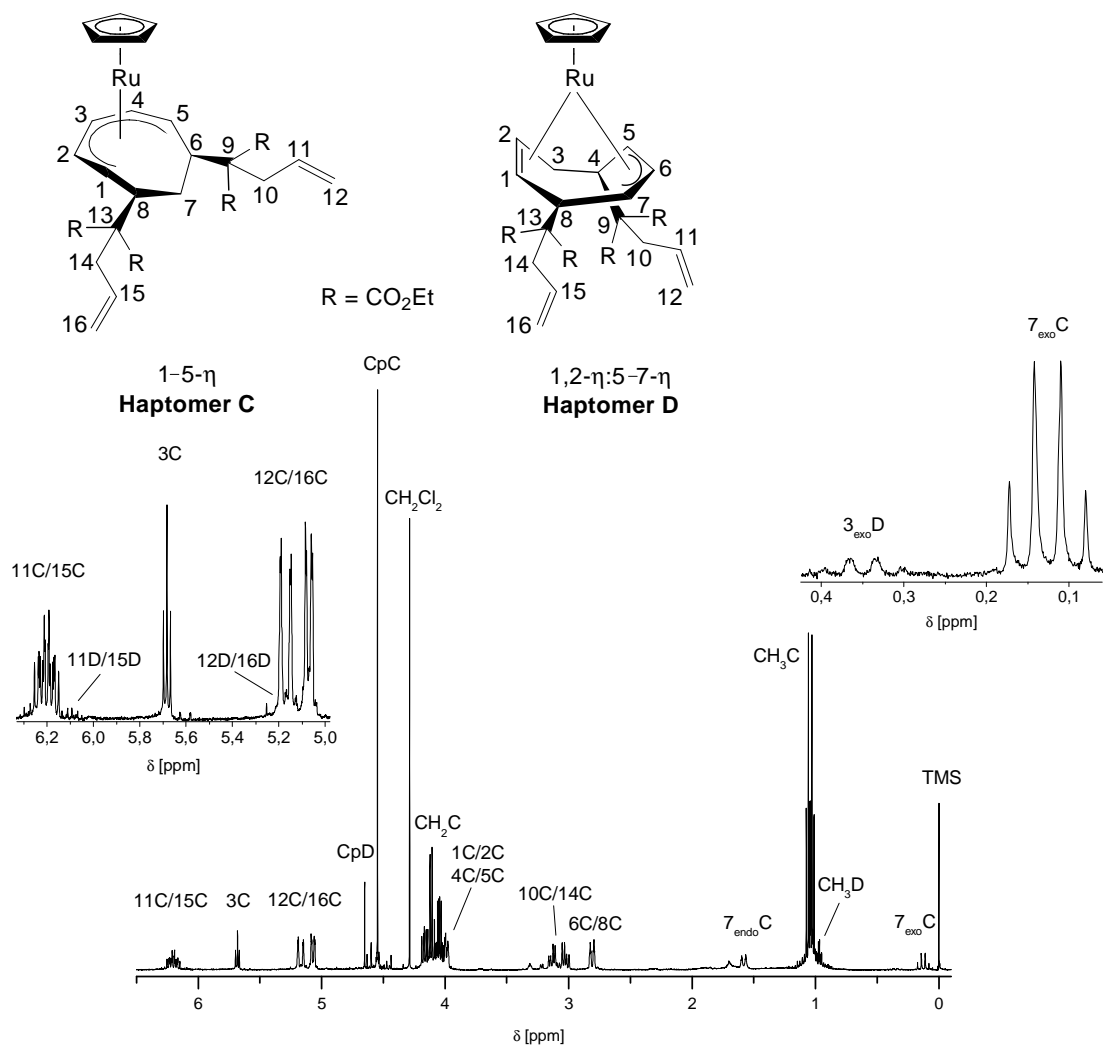 Ru
3
4
5
2
6
9
R
11
1
R
10
12
8
7
13
R
R
14
15
16
Ru
2
5
3
4
6
1
7
8
13
9
R
R
R
R
11
14
10
15
12
16
R = CO₂Et
1–5-η
Haptomer C
1,2-η:5–7-η
Haptomer D
CpC
3C
12C/16C
CH₂Cl₂
11C/15C
11D/15D
12D/16D
6,2 6,0 5,8 5,6 5,4 5,2 5,0
δ [ppm]
7exoC
3exoD
0,4 0,3 0,2 0,1
δ [ppm]
CH₃C
TMS
CH₂C
CpD
1C/2C
4C/5C
11C/15C
3C
12C/16C
10C/14C
6C/8C
7endoC
CH₃D
7exoC
6 5 4 3 2 1 0
δ [ppm]